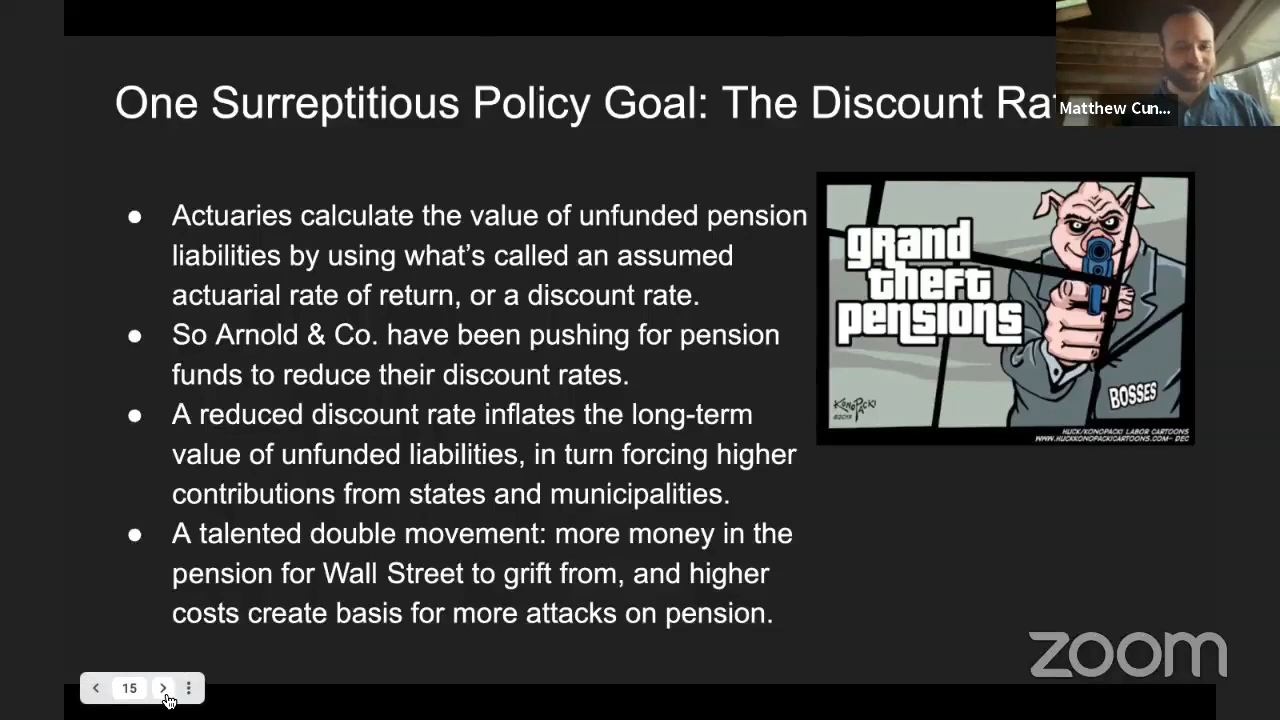 One Surreptitious Policy Goal: The Discount Ra
Matthew Cun...
● Actuaries calculate the value of unfunded pension
liabilities by using what’s called an assumed
actuarial rate of return, or a discount rate.
● So Arnold & Co. have been pushing for pension
funds to reduce their discount rates.
● A reduced discount rate inflates the long-term
value of unfunded liabilities, in turn forcing higher
contributions from states and municipalities.
● A talented double movement: more money in the
pension for Wall Street to grift from, and higher
costs create basis for more attacks on pension.
grand
theft
pensions
BOSSES
KONOPACKI
HUCK/KONOPACKI LABOR CARTOONS
WWW.HUCKKONOPACKICARTOONS.COM- DEC
zoom
15